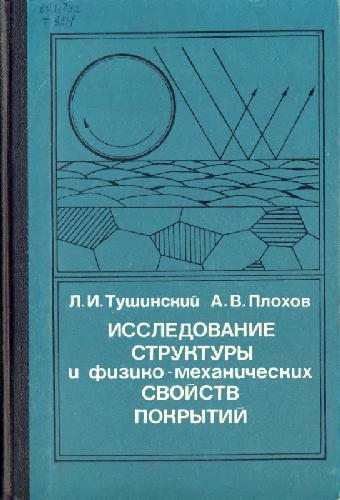 Л.И.Тушинский А.В.Плохов
ИССЛЕДОВАНИЕ
СТРУКТУРЫ
и физико-механических
СВОЙСТВ
ПОКРЫТИЙ